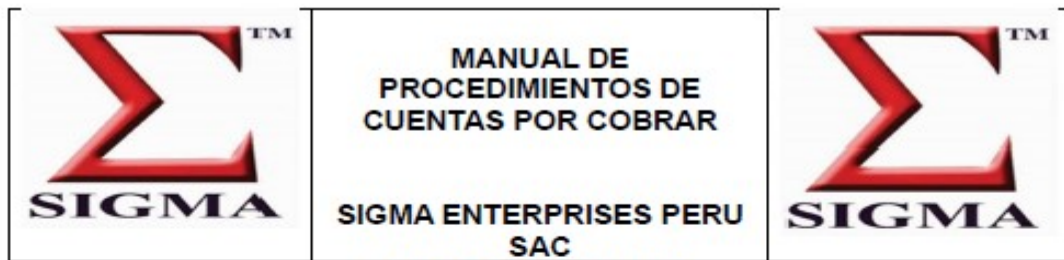 Σ TM
SIGMA
MANUAL DE
PROCEDIMIENTOS DE
CUENTAS POR COBRAR
SIGMA ENTERPRISES PERU
SAC
Σ TM
SIGMA